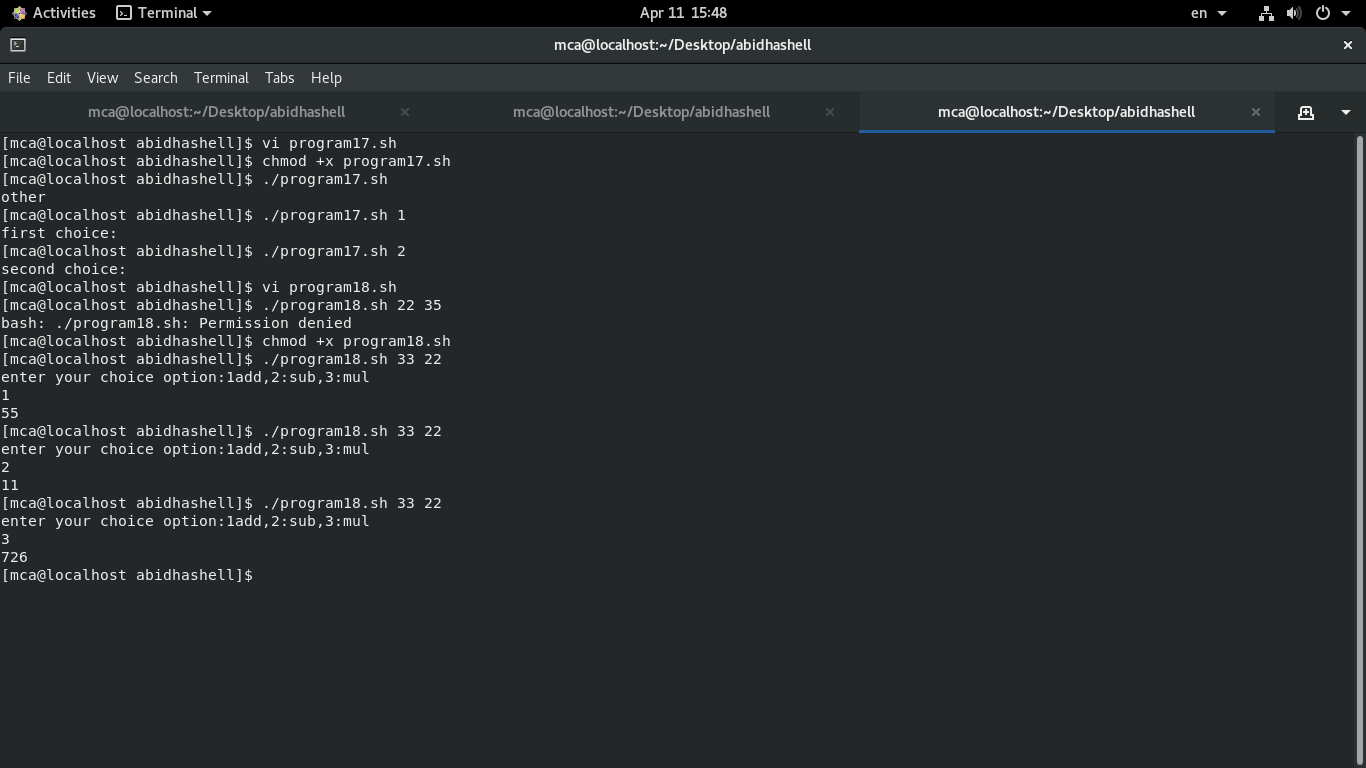 Activities Terminal Apr 11 15:48 en
mca@localhost:~/Desktop/abidhashell
File Edit View Search Terminal Tabs Help
mca@localhost:~/Desktop/abidhashell mca@localhost:~/Desktop/abidhashell mca@localhost:~/Desktop/abidhashell
[mca@localhost abidhashell]$ vi program17.sh
[mca@localhost abidhashell]$ chmod +x program17.sh
[mca@localhost abidhashell]$ ./program17.sh
other
[mca@localhost abidhashell]$ ./program17.sh 1
first choice:
[mca@localhost abidhashell]$ ./program17.sh 2
second choice:
[mca@localhost abidhashell]$ vi program18.sh
[mca@localhost abidhashell]$ ./program18.sh 22 35
bash: ./program18.sh: Permission denied
[mca@localhost abidhashell]$ chmod +x program18.sh
[mca@localhost abidhashell]$ ./program18.sh 33 22
enter your choice option:1add,2:sub,3:mul
1
55
[mca@localhost abidhashell]$ ./program18.sh 33 22
enter your choice option:1add,2:sub,3:mul
2
11
[mca@localhost abidhashell]$ ./program18.sh 33 22
enter your choice option:1add,2:sub,3:mul
3
726
[mca@localhost abidhashell]$